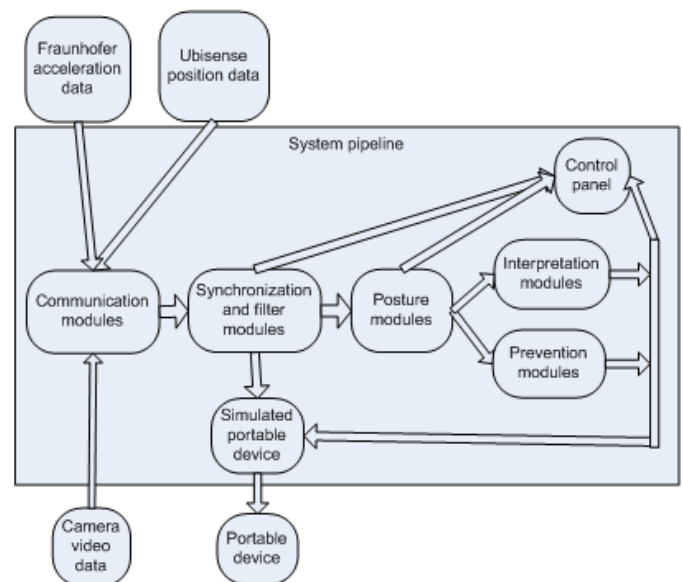 Fraunhofer
acceleration
data
Ubisense
position data
System pipeline
Control
panel
Communication
modules
Synchronization
and filter
modules
Posture
modules
Interpretation
modules
Prevention
modules
Simulated
portable
device
Camera
video
data
Portable
device